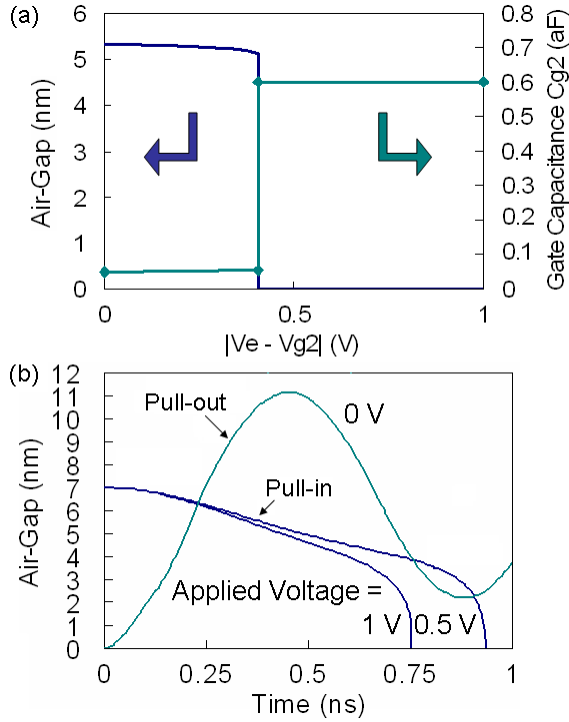 (a)
6
5
4
3
2
1
0
Air-Gap (nm)
0.8
0.7
0.6
0.5
0.4
0.3
0.2
0.1
0
Gate Capacitance Cg2 (aF)
0 0.5 1
|Ve - Vg2| (V)
(b)
12
11
10
9
8
7
6
5
4
3
2
1
0
Air-Gap (nm)
Pull-out
0 V
Pull-in
Applied Voltage =
1 V 0.5 V
0 0.25 0.5 0.75 1
Time (ns)